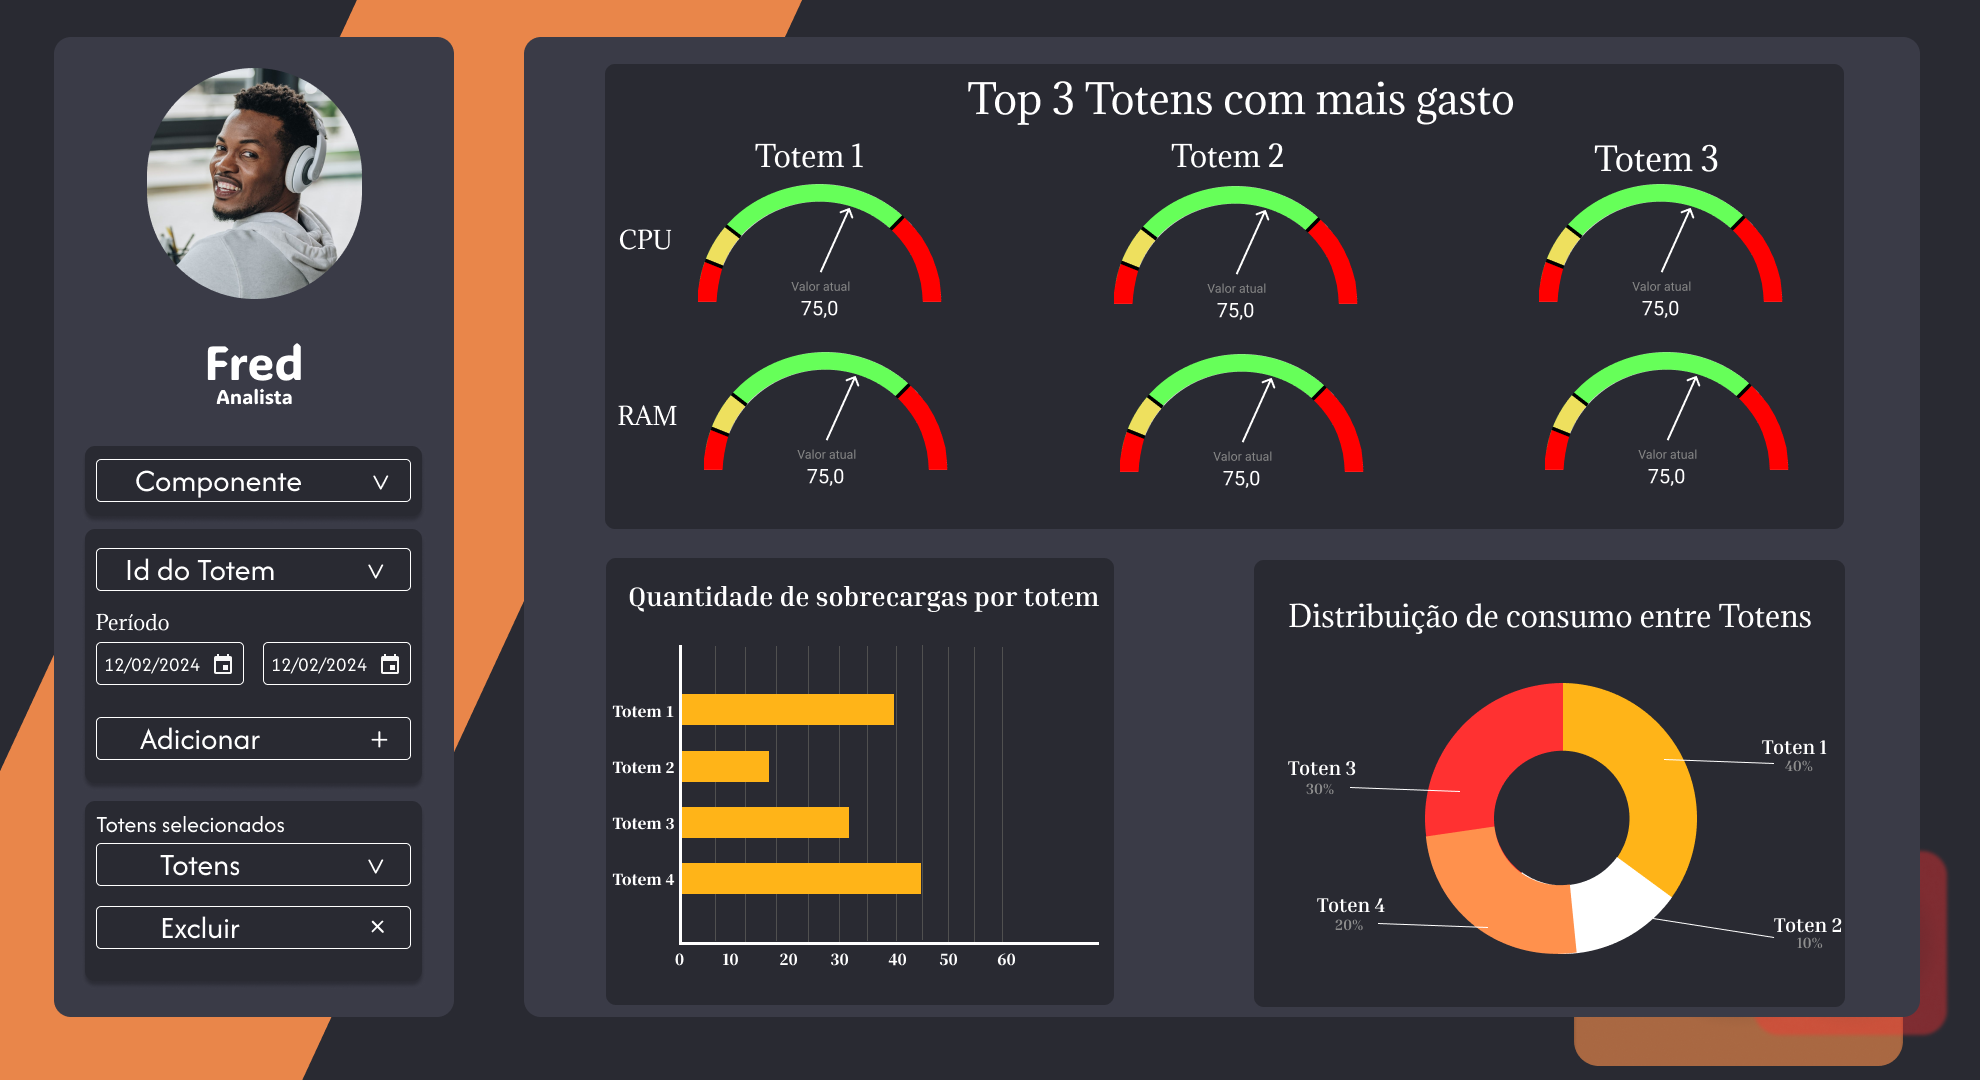 Fred
Analista
Componente
Id do Totem
Período
12/02/2024 12/02/2024
Adicionar
Totens selecionados
Totens
Excluir
Top 3 Totens com mais gasto
Totem 1 Totem 2 Totem 3
CPU
Valor atual Valor atual Valor atual
75,0 75,0 75,0
RAM
Valor atual Valor atual Valor atual
75,0 75,0 75,0
Quantidade de sobrecargas por totem
Totem 1
Totem 2
Totem 3
Totem 4
0 10 20 30 40 50 60
Distribuição de consumo entre Totens
Toten 1
40%
Toten 3
30%
Toten 4
20%
Toten 2
10%